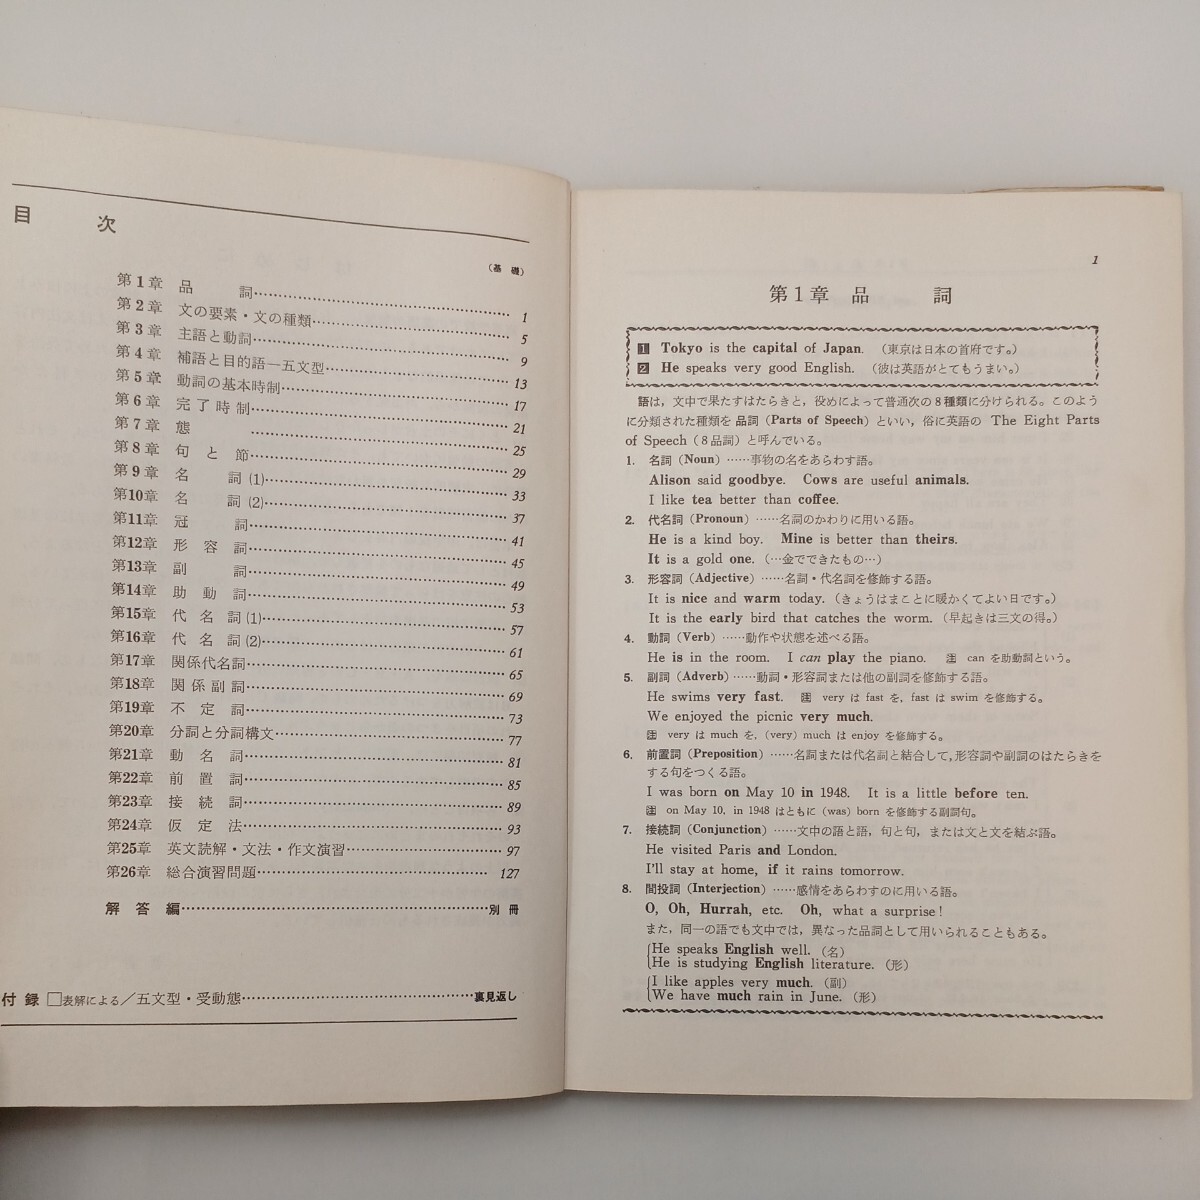 目 次
(基 礎)
第1章 品 詞…………1
第2章 文の要素・文の種類…………5
第3章 主語と動詞…………9
第4章 補語と目的語―五文型…………13
第5章 動詞の基本時制…………17
第6章 完了時制…………21
第7章 態 …………25
第8章 句と節…………29
第9章 名 詞(1)…………33
第10章 名 詞(2)…………37
第11章 冠 詞…………41
第12章 形容詞…………45
第13章 副 詞…………49
第14章 助動詞…………53
第15章 代名詞(1)…………57
第16章 代名詞(2)…………61
第17章 関係代名詞…………65
第18章 関係副詞…………69
第19章 不定詞…………73
第20章 分詞と分詞構文…………77
第21章 動名詞…………81
第22章 前置詞…………85
第23章 接続詞…………89
第24章 仮定法…………93
第25章 英文読解・文法・作文演習…………97
第26章 総合演習問題…………127
解答編…………別冊
付録 □表解による/五文型・受動態…………裏見返し
1
第1章 品 詞
1 Tokyo is the capital of Japan. (東京は日本の首府です。)
2 He speaks very good English. (彼は英語がとてもうまい。)
語は,文中で果たすはたらきと,役めによって普通次の8種類に分けられる。このよう
に分類された種類を品詞(Parts of Speech)といい,俗に英語の The Eight Parts
of Speech(8品詞)と呼んでいる。
1. 名詞(Noun)……事物の名をあらわす語。
Alison said goodbye. Cows are useful animals.
I like tea better than coffee.
2. 代名詞(Pronoun)……名詞のかわりに用いる語。
He is a kind boy. Mine is better than theirs.
It is a gold one. (…金でできたもの…)
3. 形容詞(Adjective)……名詞・代名詞を修飾する語。
It is nice and warm today. (きょうはまことに暖かくてよい日です。)
It is the early bird that catches the worm. (早起きは三文の得。)
4. 動詞(Verb)……動作や状態を述べる語。
He is in the room. I can play the piano. 注 can を助動詞という。
5. 副詞(Adverb)……動詞・形容詞または他の副詞を修飾する語。
He swims very fast. 注 very は fast を, fast は swim を修飾する。
We enjoyed the picnic very much.
注 very は much を, (very) much は enjoy を修飾する。
6. 前置詞(Preposition)……名詞または代名詞と結合して,形容詞や副詞のはたらきを
する句をつくる語。
I was born on May 10 in 1948. It is a little before ten.
注 on May 10, in 1948 はともに (was) born を修飾する副詞句。
7. 接続詞(Conjunction)……文中の語と語,句と句,または文と文を結ぶ語。
He visited Paris and London.
I'll stay at home, if it rains tomorrow.
8.間投詞(Interjection)……感情をあらわすのに用いる語。
O, Oh, Hurrah, etc. Oh, what a surprise!
また,同一の語でも文中では,異なった品詞として用いられることもある。
{He speaks English well. (名)
He is studying English literature. (形)
{I like apples very much. (副)
We have much rain in June. (形)